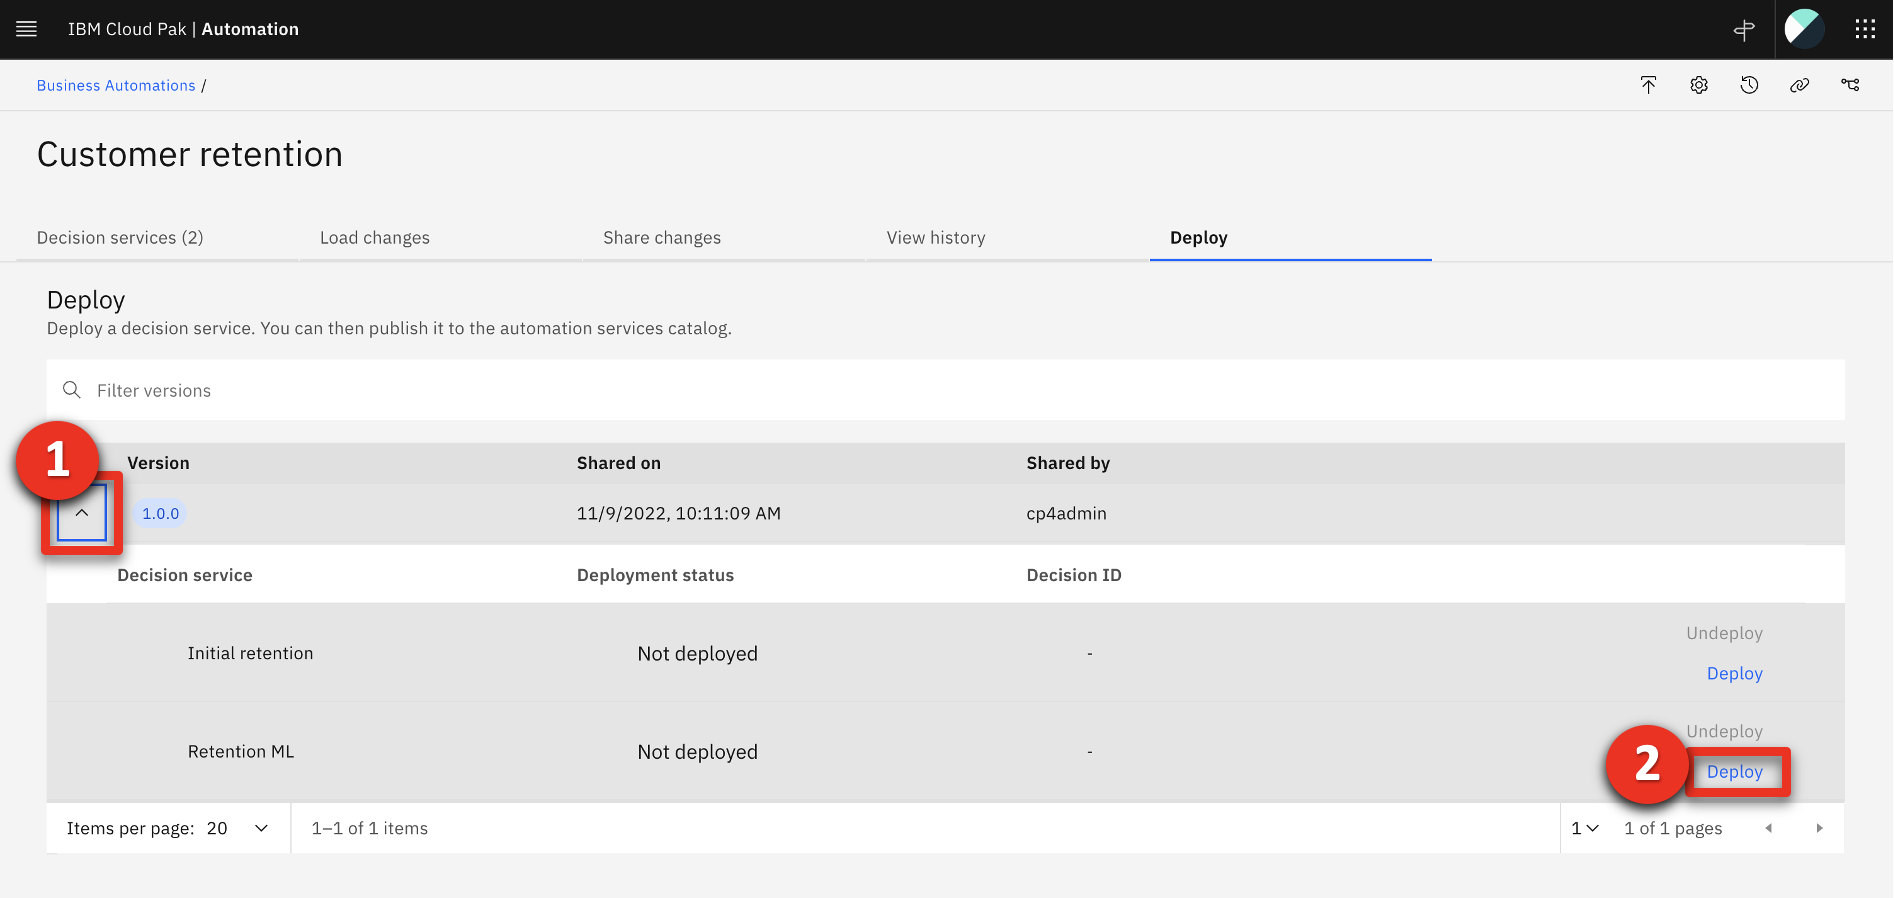 IBM Cloud Pak | Automation
Business Automations /
Customer retention
Decision services (2)
Load changes
Share changes
View history
Deploy
Deploy
Deploy a decision service. You can then publish it to the automation services catalog.
Filter versions
1
Version
Shared on
Shared by
1.0.0
11/9/2022, 10:11:09 AM
cp4admin
Decision service
Deployment status
Decision ID
Initial retention
Not deployed
-
Undeploy
Deploy
Retention ML
Not deployed
-
Undeploy
2
Deploy
Items per page: 20
1–1 of 1 items
1
1 of 1 pages